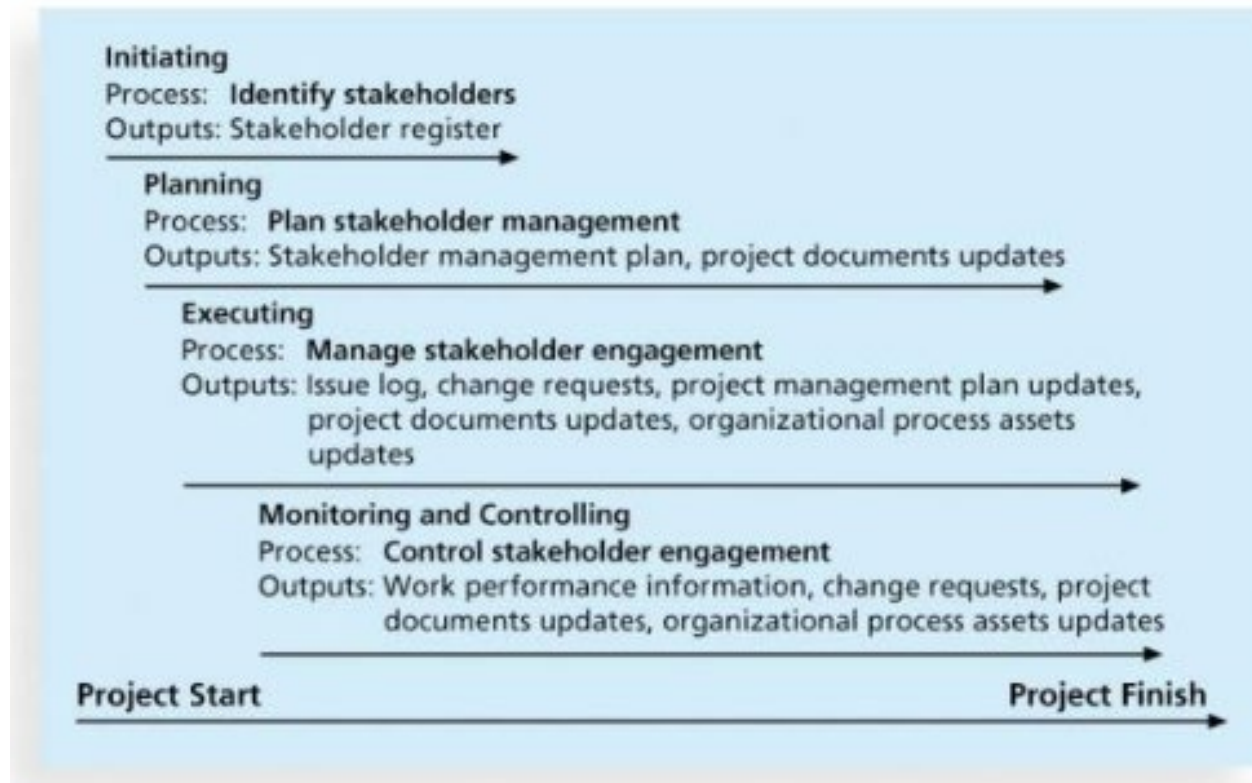 Initiating
Process: Identify stakeholders
Outputs: Stakeholder register
Planning
Process: Plan stakeholder management
Outputs: Stakeholder management plan, project documents updates
Executing
Process: Manage stakeholder engagement
Outputs: Issue log, change requests, project management plan updates,
project documents updates, organizational process assets
updates
Monitoring and Controlling
Process: Control stakeholder engagement
Outputs: Work performance information, change requests, project
documents updates, organizational process assets updates
Project Start Project Finish